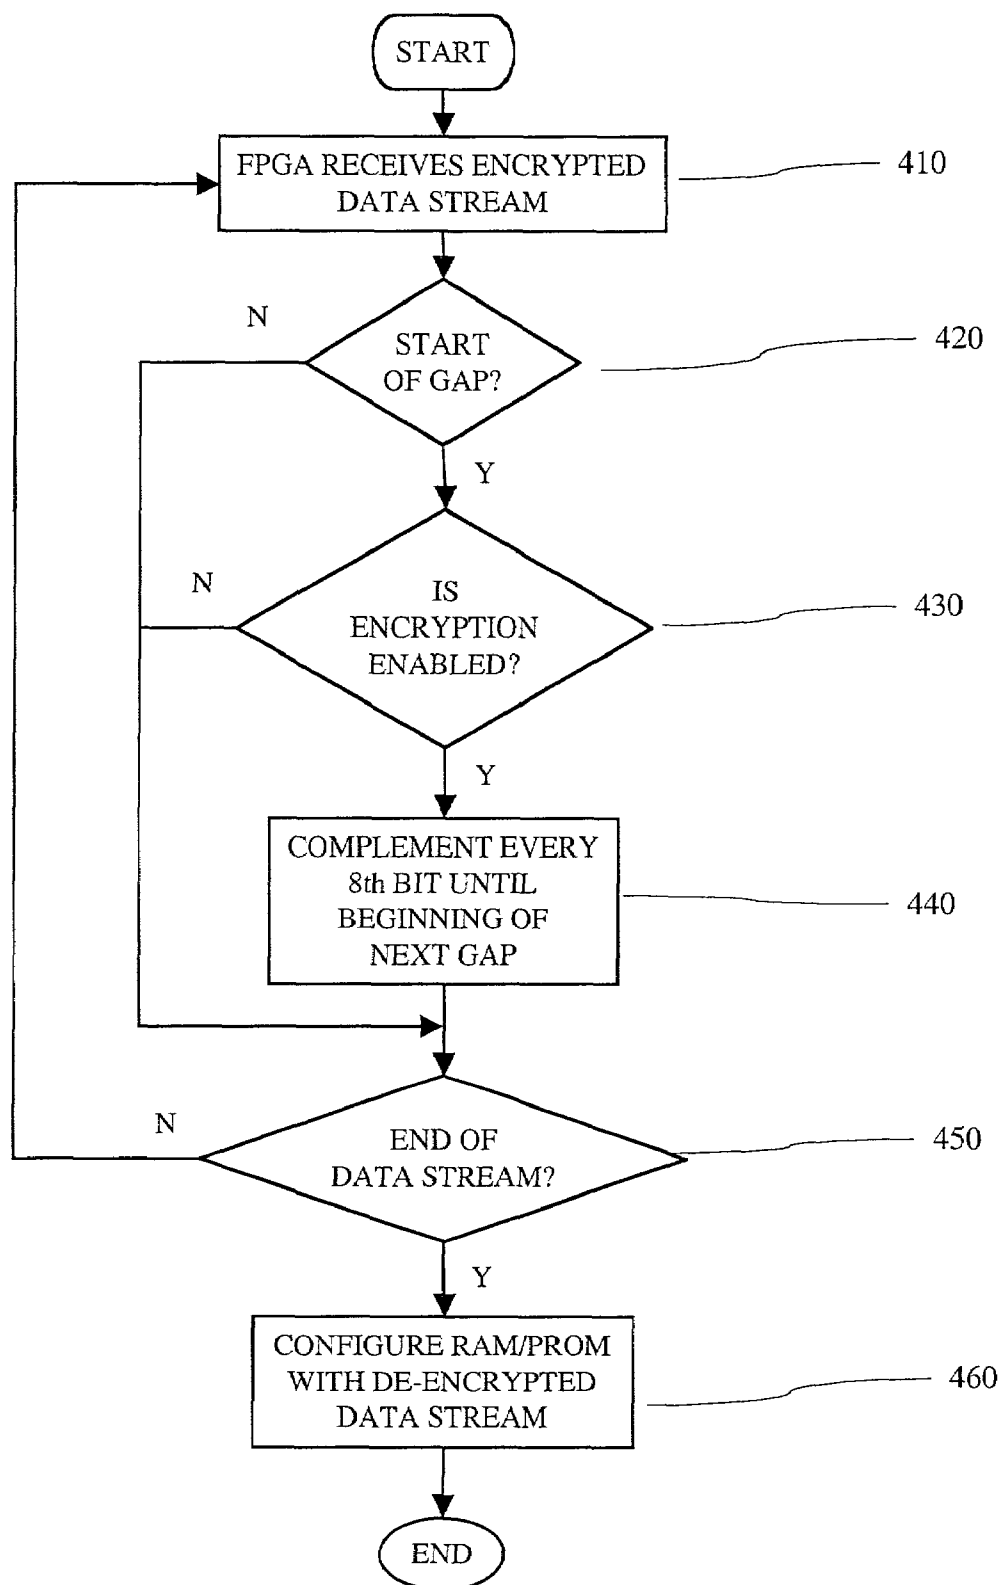 START
FPGA RECEIVES ENCRYPTED
DATA STREAM
410
N
START
OF GAP?
420
Y
N
IS
ENCRYPTION
ENABLED?
430
Y
COMPLEMENT EVERY
8th BIT UNTIL
BEGINNING OF
NEXT GAP
440
N
END OF
DATA STREAM?
450
Y
CONFIGURE RAM/PROM
WITH DE-ENCRYPTED
DATA STREAM
460
END